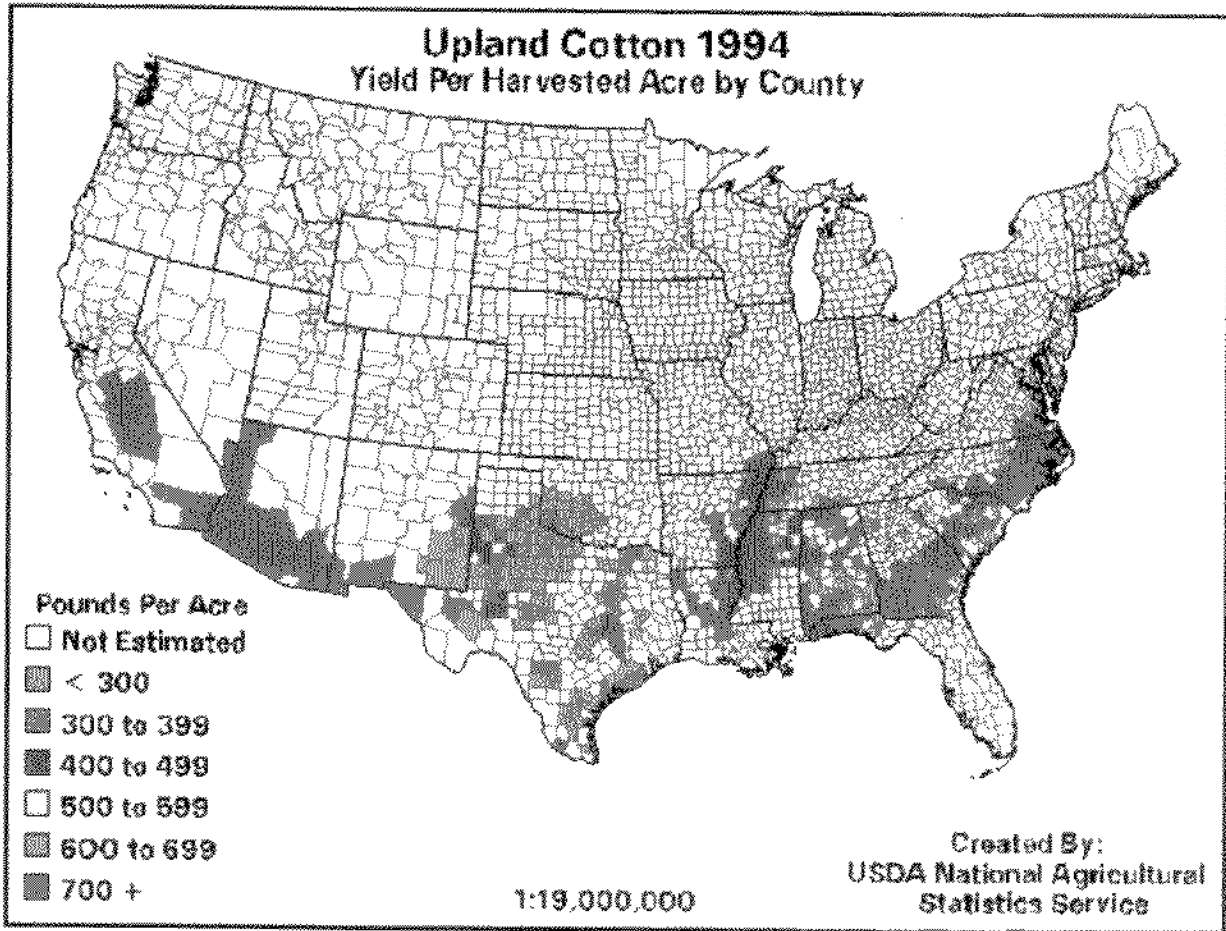 Upland Cotton 1994
Yield Per Harvested Acre by County
Pounds Per Acre
Not Estimated
< 300
300 to 399
400 to 499
500 to 599
600 to 699
700 +
1:19,000,000
Created By:
USDA National Agricultural
Statistics Service